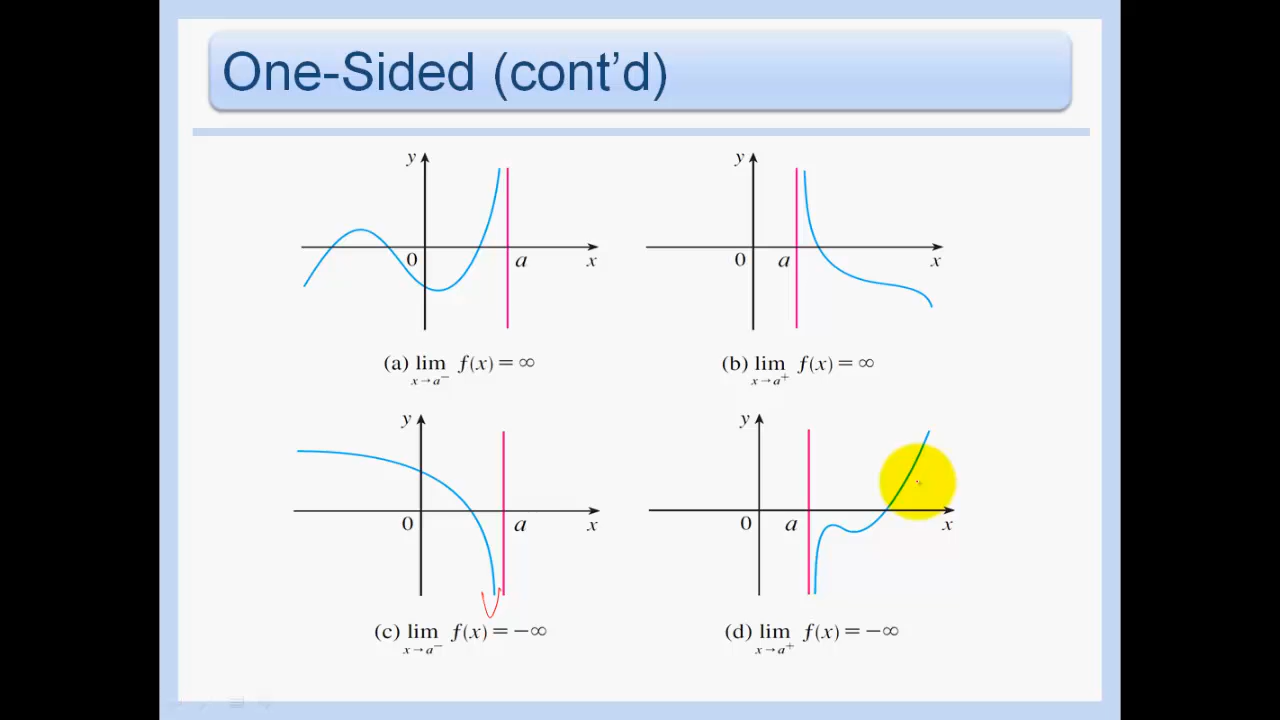 One-Sided (cont'd)
y
0
a
x
(a) lim f(x) = ∞
x→a⁻
y
0
a
x
(b) lim f(x) = ∞
x→a⁺
y
0
a
x
(c) lim f(x) = −∞
x→a⁻
y
0
a
x
(d) lim f(x) = −∞
x→a⁺